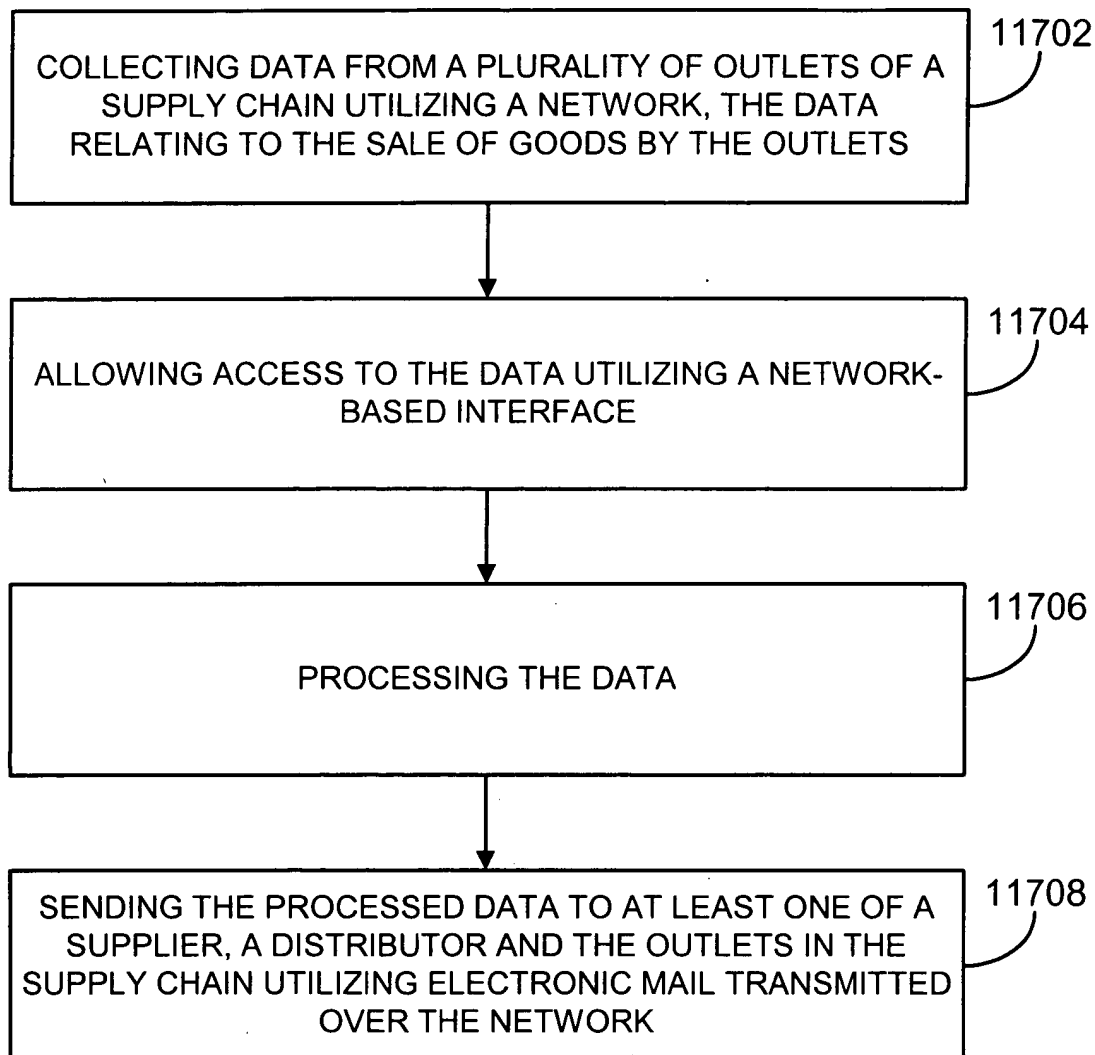 11702
COLLECTING DATA FROM A PLURALITY OF OUTLETS OF A
SUPPLY CHAIN UTILIZING A NETWORK, THE DATA
RELATING TO THE SALE OF GOODS BY THE OUTLETS
11704
ALLOWING ACCESS TO THE DATA UTILIZING A NETWORK-
BASED INTERFACE
11706
PROCESSING THE DATA
11708
SENDING THE PROCESSED DATA TO AT LEAST ONE OF A
SUPPLIER, A DISTRIBUTOR AND THE OUTLETS IN THE
SUPPLY CHAIN UTILIZING ELECTRONIC MAIL TRANSMITTED
OVER THE NETWORK